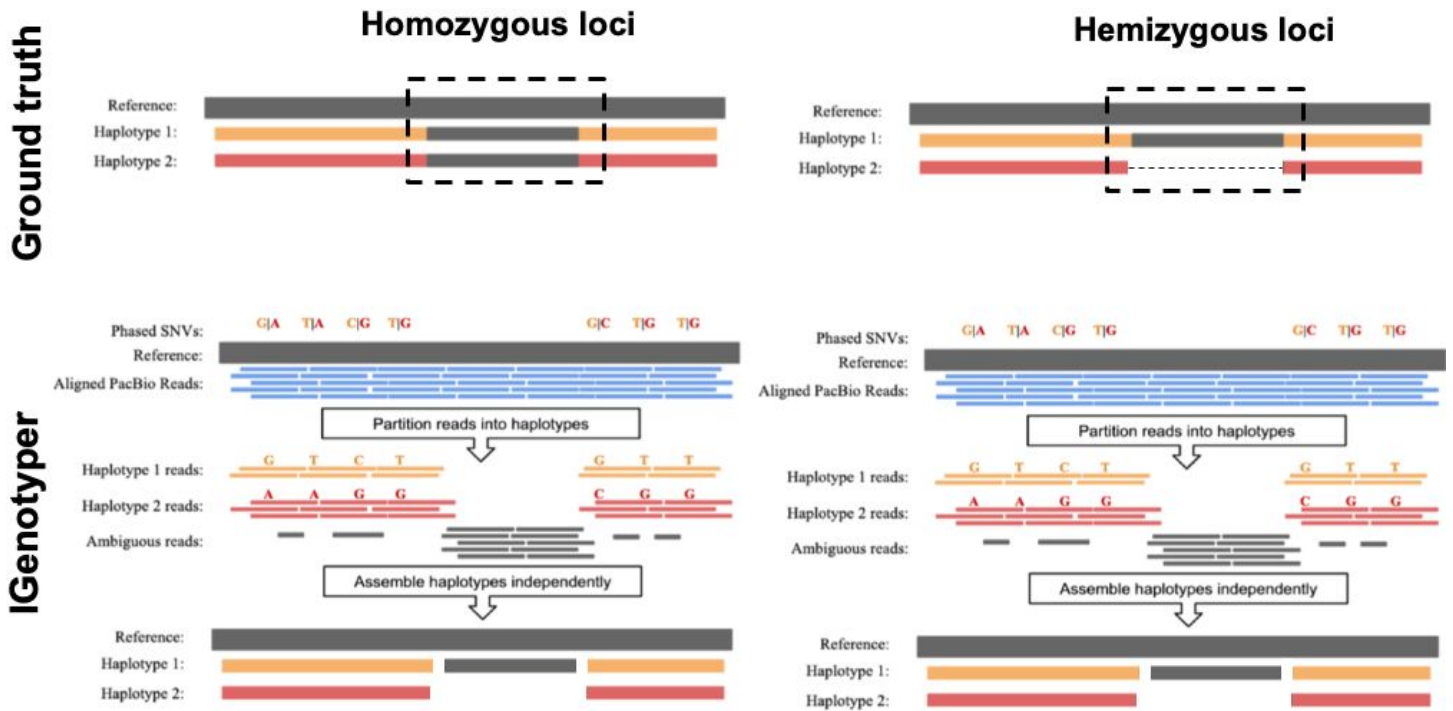 Homozygous loci
Hemizygous loci
Ground truth
Reference:
Haplotype 1:
Haplotype 2:
Reference:
Haplotype 1:
Haplotype 2:
IGenotyper
Phased SNVs:
G|A T|A C|G T|G G|C T|G T|G
Reference:
Aligned PacBio Reads:
Partition reads into haplotypes
Haplotype 1 reads:
G T C T G T T
Haplotype 2 reads:
A A G G C G G
Ambiguous reads:
Assemble haplotypes independently
Reference:
Haplotype 1:
Haplotype 2:
Phased SNVs:
G|A T|A C|G T|G G|C T|G T|G
Reference:
Aligned PacBio Reads:
Partition reads into haplotypes
Haplotype 1 reads:
G T C T G T T
Haplotype 2 reads:
A A G G C G G
Ambiguous reads:
Assemble haplotypes independently
Reference:
Haplotype 1:
Haplotype 2: